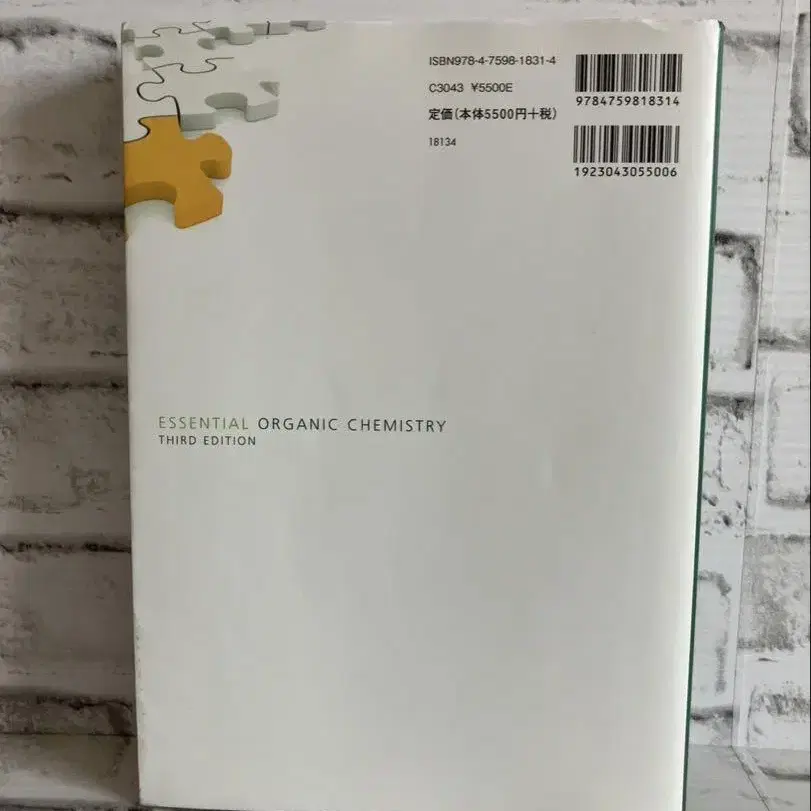 ISBN978-4-7598-1831-4
C3043 ¥5500E
定価(本体5500円+税)
18134
9784759818314
1923043055006
ESSENTIAL ORGANIC CHEMISTRY
THIRD EDITION